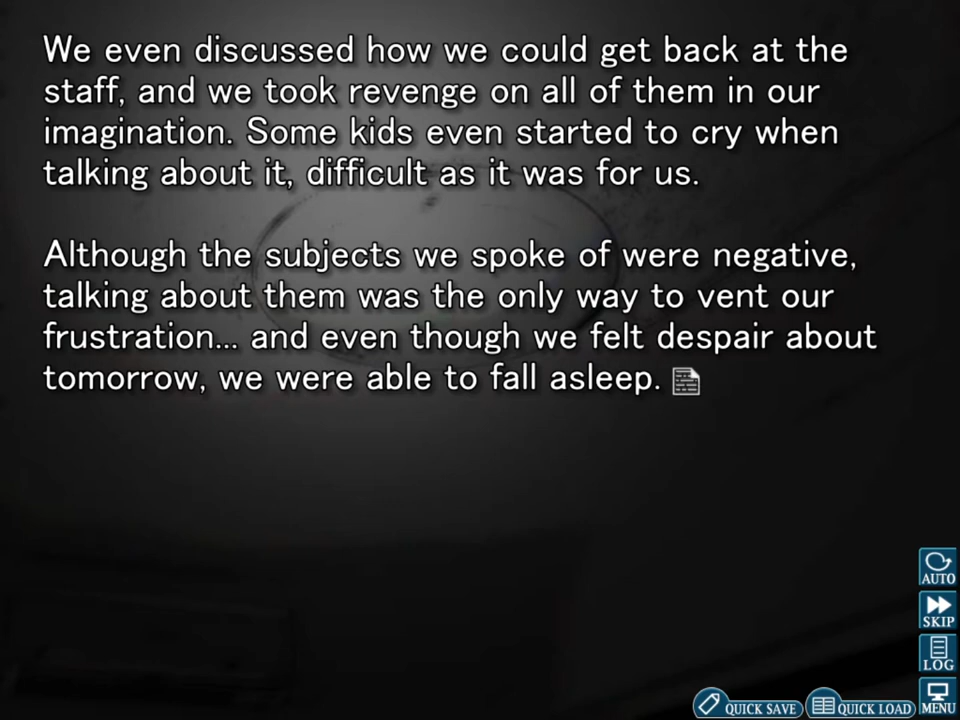 We even discussed how we could get back at the
staff, and we took revenge on all of them in our
imagination. Some kids even started to cry when
talking about it, difficult as it was for us.
Although the subjects we spoke of were negative,
talking about them was the only way to vent our
frustration... and even though we felt despair about
tomorrow, we were able to fall asleep.
AUTO
SKIP
LOG
QUICK SAVE QUICK LOAD MENU